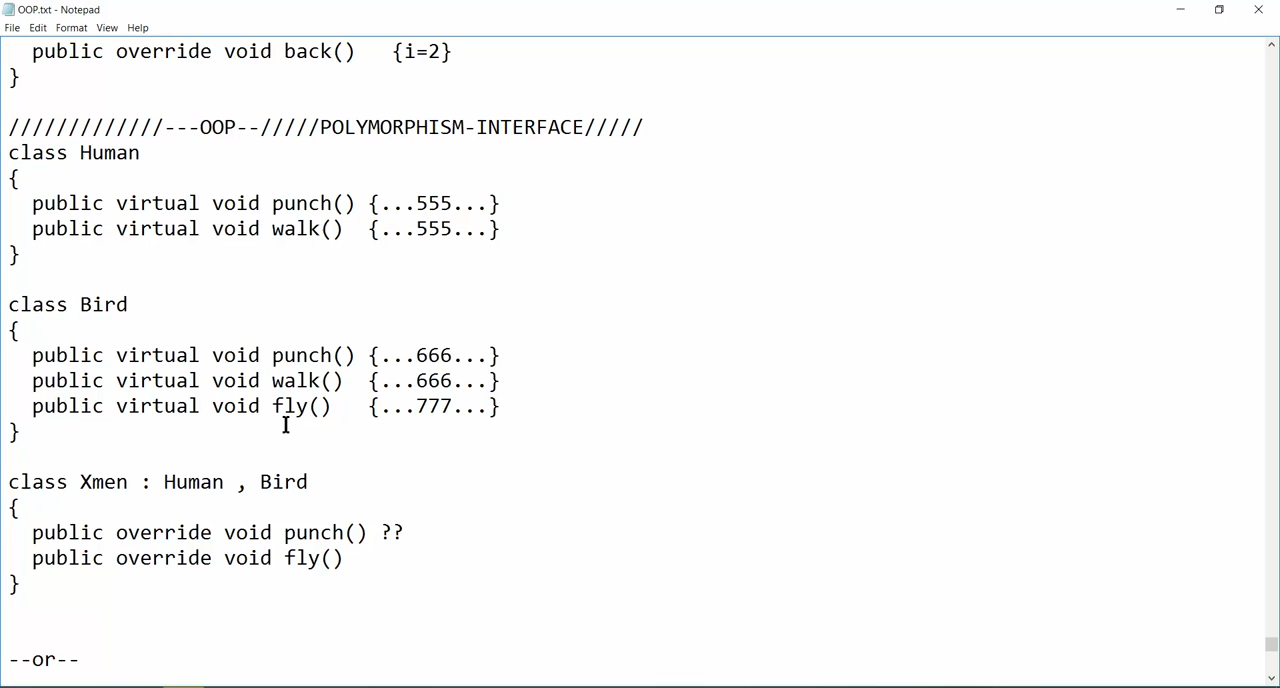 OOP.txt - Notepad
File Edit Format View Help
public override void back() {i=2}
}
/////////////---OOP--/////POLYMORPHISM-INTERFACE/////
class Human
{
public virtual void punch() {...555...}
public virtual void walk() {...555...}
}
class Bird
{
public virtual void punch() {...666...}
public virtual void walk() {...666...}
public virtual void fly() {...777...}
}
class Xmen : Human , Bird
{
public override void punch() ??
public override void fly()
}
--or--